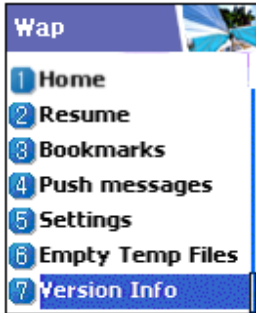 Wap
1 Home
2 Resume
3 Bookmarks
4 Push messages
5 Settings
6 Empty Temp Files
7 Version Info